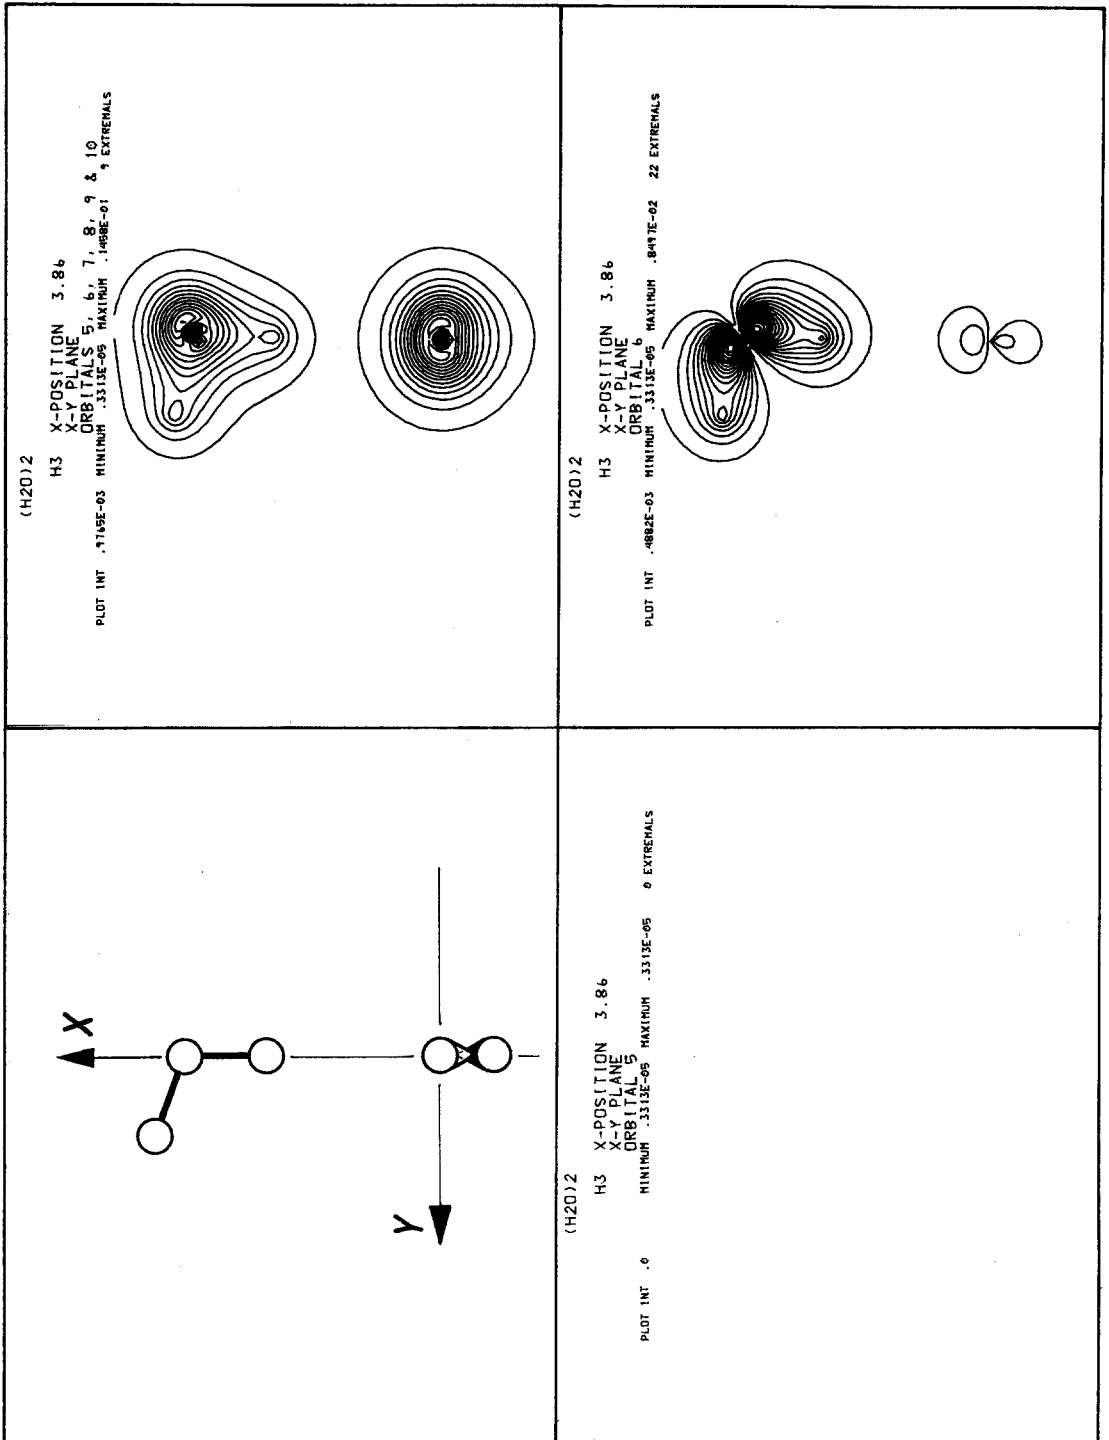 (H2O)2
H3 X-POSITION 3.86
X-Y PLANE
ORBITALS 5, 6, 7, 8, 9 & 10
PLOT INT .9765E-03 MINIMUM .3313E-05 MAXIMUM .1458E-01 9 EXTREMALS
X
Y
(H2O)2
H3 X-POSITION 3.86
X-Y PLANE
ORBITAL 6
PLOT INT .4882E-03 MINIMUM .3313E-05 MAXIMUM .8497E-02 22 EXTREMALS
(H2O)2
H3 X-POSITION 3.86
X-Y PLANE
ORBITAL 5
PLOT INT .0 MINIMUM .3313E-05 MAXIMUM .3313E-05 0 EXTREMALS